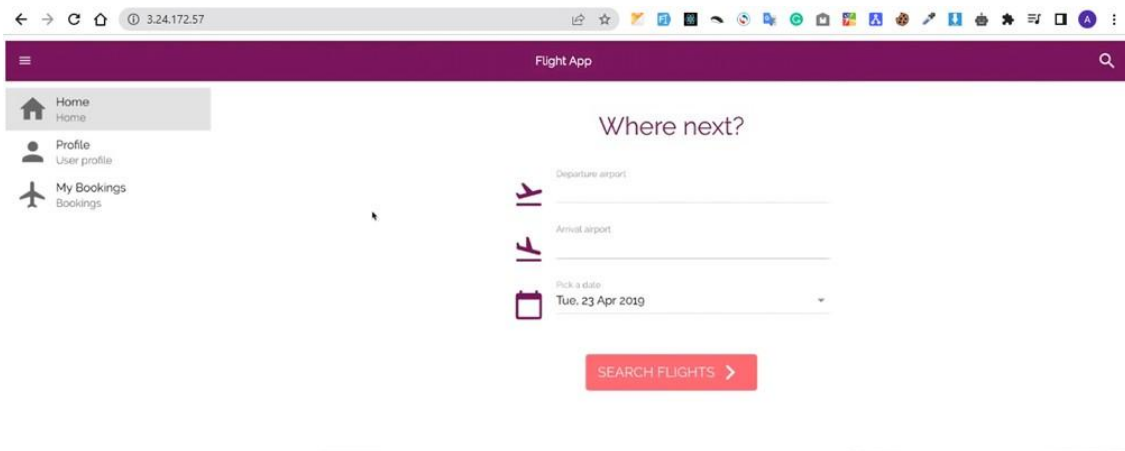 3.24.172.57
A
Flight App
Home
Home
Profile
User profile
My Bookings
Bookings
Where next?
Departure airport
Arrival airport
Pick a date
Tue, 23 Apr 2019
SEARCH FLIGHTS